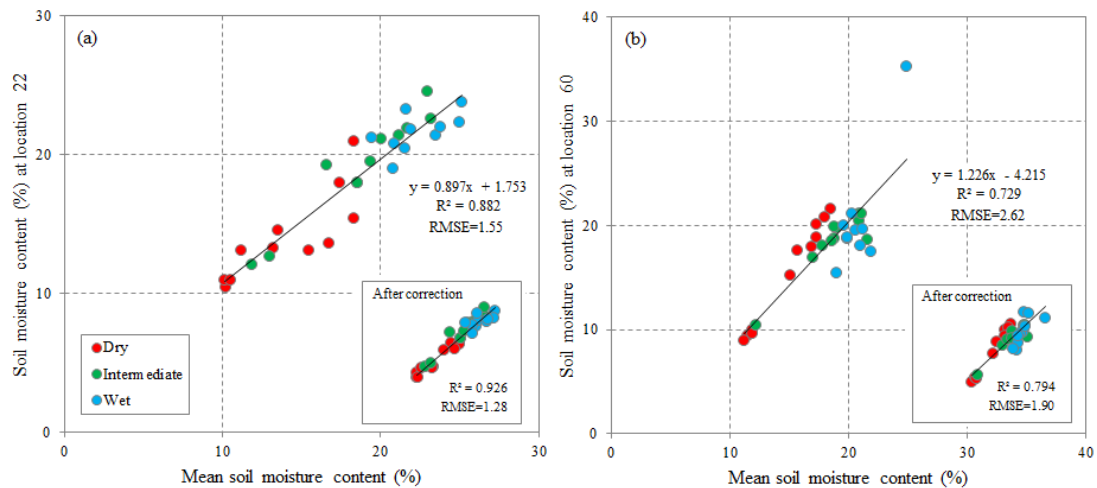 (a)
Soil moisture content (%) at location 22
30
20
10
0
y = 0.897x + 1.753
R² = 0.882
RMSE=1.55
After correction
R² = 0.926
RMSE=1.28
Dry
Intermediate
Wet
0 10 20 30
Mean soil moisture content (%)
(b)
Soil moisture content (%) at location 60
40
30
20
10
0
y = 1.226x - 4.215
R² = 0.729
RMSE=2.62
After correction
R² = 0.794
RMSE=1.90
0 10 20 30 40
Mean soil moisture content (%)